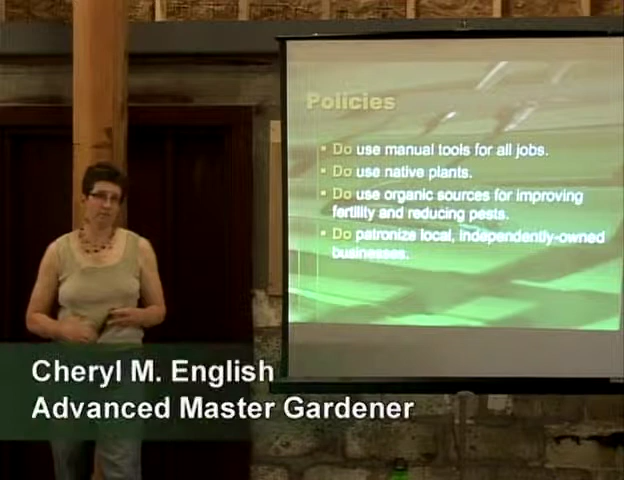 Policies
Do use manual tools for all jobs.
Do use native plants.
Do use organic sources for improving
fertility and reducing pests.
Do patronize local, independently-owned
businesses.
Cheryl M. English
Advanced Master Gardener